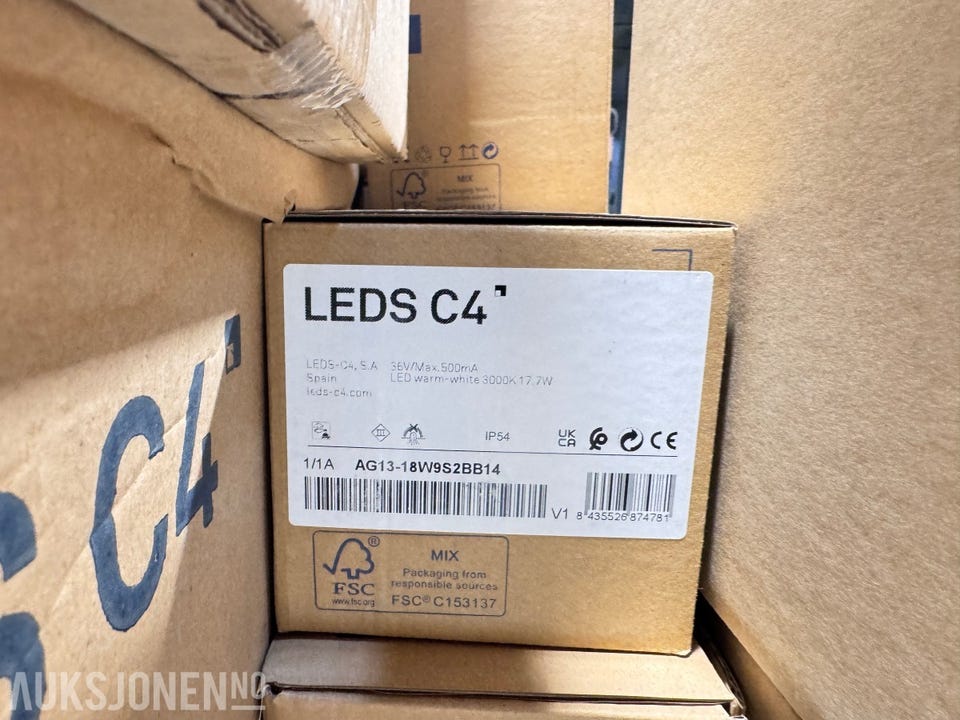 MIX
LEDS C4
LEDS-C4, S.A 36V/Max.500mA
Spain LED warm-white 3000K 17.7W
leds-c4.com
IP54
UK
CA
CE
1/1A AG13-18W9S2BB14
V1 8 435526 874781
MIX
Packaging from
responsible sources
FSC®
www.fsc.org
FSC® C153137
C4
AUKSJONEN.NO